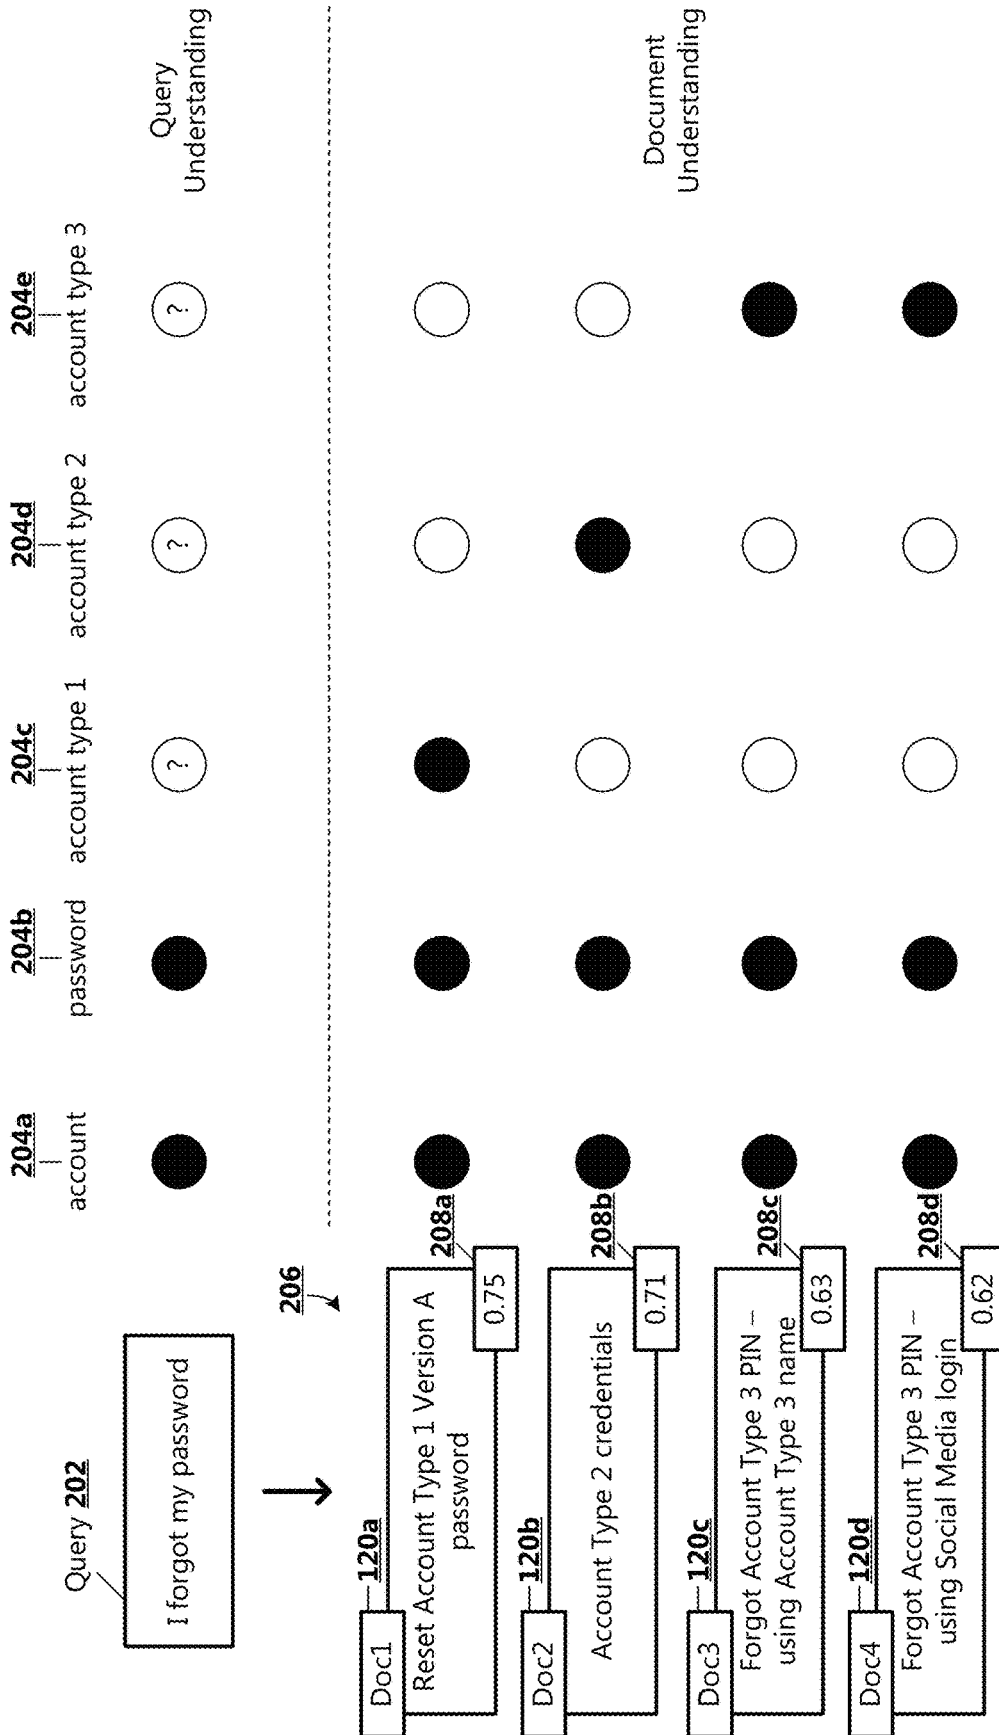 204a
account
204b
password
204c
account type 1
204d
account type 2
204e
account type 3
Query 202
I forgot my password
?
?
?
Query
Understanding
206
Doc1
120a
Reset Account Type 1 Version A
password
0.75
208a
Doc2
120b
Account Type 2 credentials
0.71
208b
Document
Understanding
Doc3
120c
Forgot Account Type 3 PIN –
using Account Type 3 name
0.63
208c
Doc4
120d
Forgot Account Type 3 PIN –
using Social Media login
0.62
208d